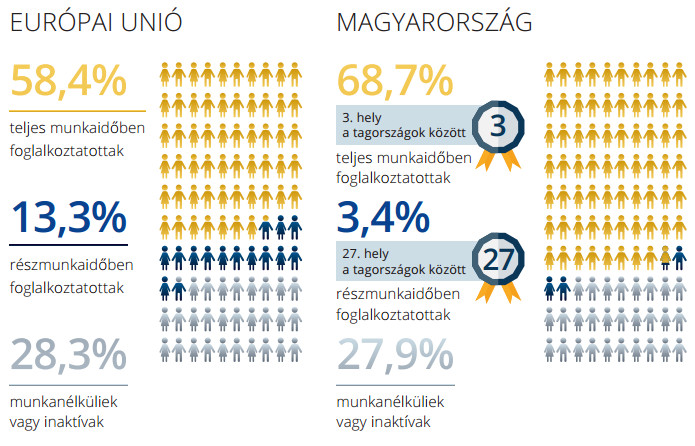 EURÓPAI UNIÓ
58,4%
teljes munkaidőben
foglalkoztatottak
13,3%
részmunkaidőben
foglalkoztatottak
28,3%
munkanélküliek
vagy inaktívak
MAGYARORSZÁG
68,7%
3. hely
a tagországok között
3
teljes munkaidőben
foglalkoztatottak
3,4%
27. hely
a tagországok között
27
részmunkaidőben
foglalkoztatottak
27,9%
munkanélküliek
vagy inaktívak